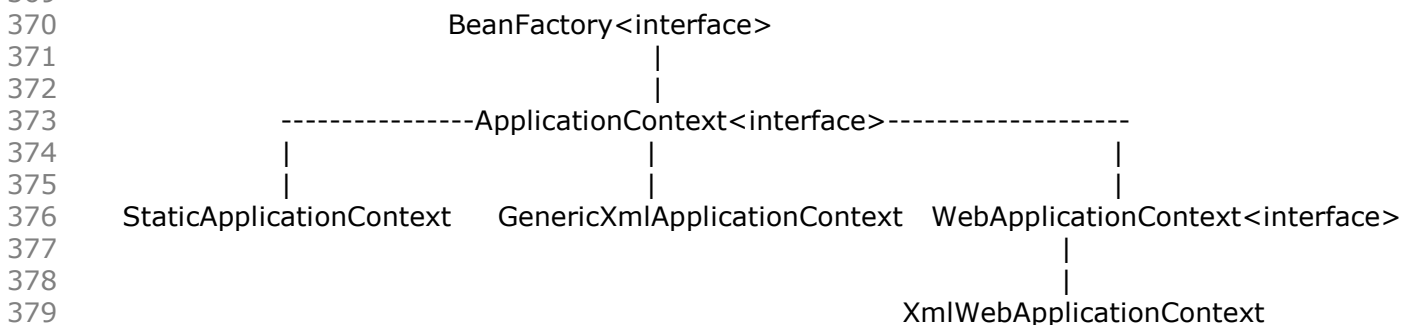 370 BeanFactory<interface>
371 |
372 |
373 ----------------ApplicationContext<interface>--------------------
374 | | |
375 | | |
376 StaticApplicationContext GenericXmlApplicationContext WebApplicationContext<interface>
377 |
378 |
379 XmlWebApplicationContext